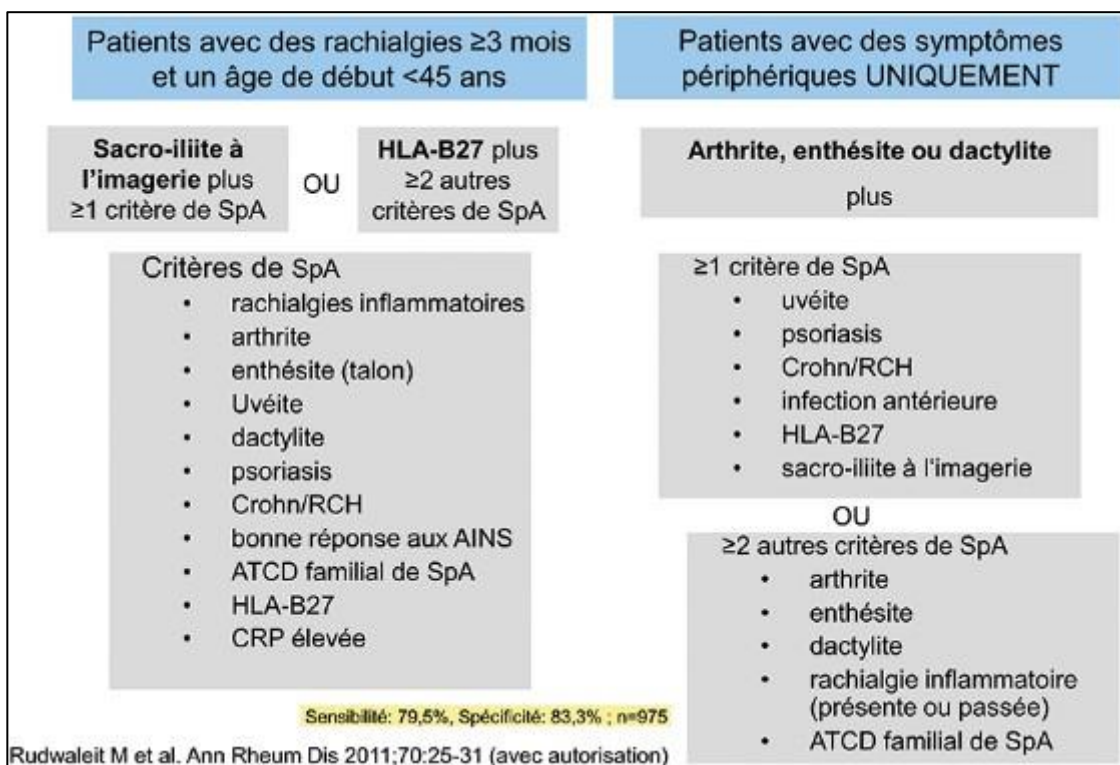 Patients avec des rachialgies ≥3 mois
et un âge de début <45 ans
Sacro-iliite à
l'imagerie plus
≥1 critère de SpA
OU
HLA-B27 plus
≥2 autres
critères de SpA
Critères de SpA
• rachialgies inflammatoires
• arthrite
• enthésite (talon)
• Uvéite
• dactylite
• psoriasis
• Crohn/RCH
• bonne réponse aux AINS
• ATCD familial de SpA
• HLA-B27
• CRP élevée
Patients avec des symptômes
périphériques UNIQUEMENT
Arthrite, enthésite ou dactylite
plus
≥1 critère de SpA
• uvéite
• psoriasis
• Crohn/RCH
• infection antérieure
• HLA-B27
• sacro-iliite à l'imagerie
OU
≥2 autres critères de SpA
• arthrite
• enthésite
• dactylite
• rachialgie inflammatoire
(présente ou passée)
• ATCD familial de SpA
Sensibilité: 79,5%, Spécificité: 83,3% ; n=975
Rudwaleit M et al. Ann Rheum Dis 2011;70:25-31 (avec autorisation)